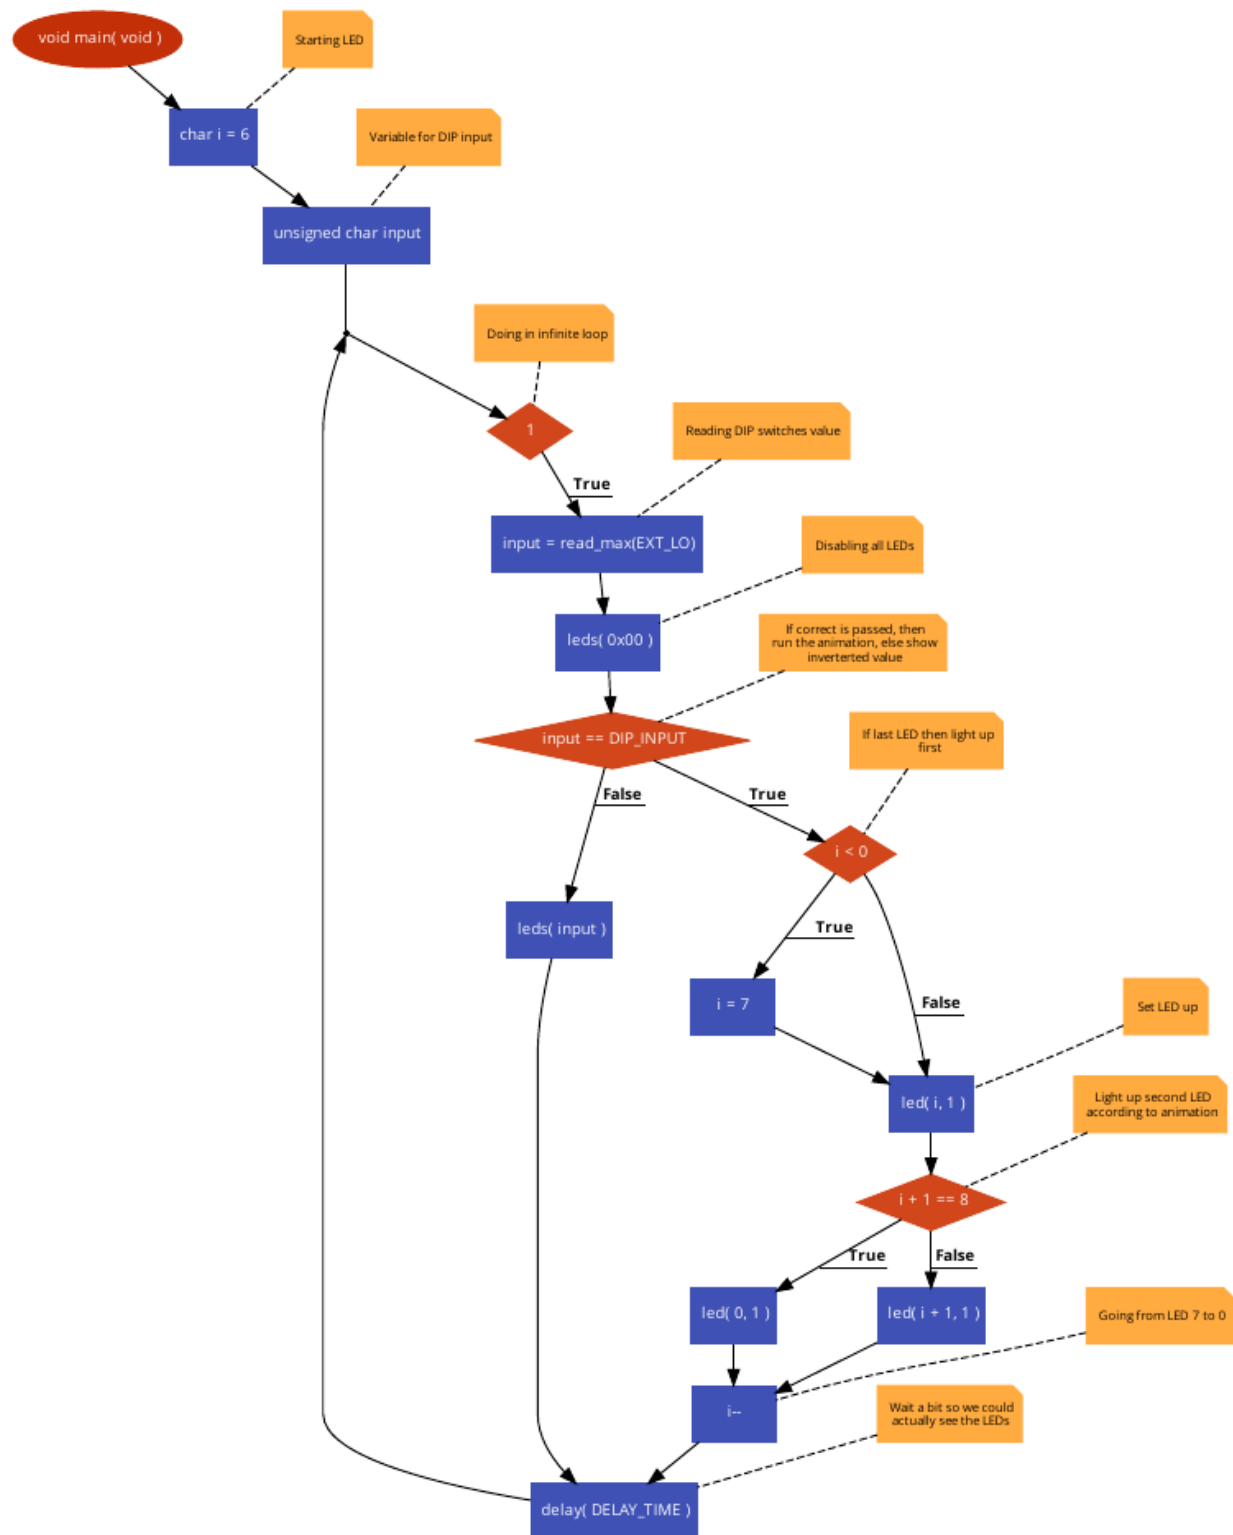 void main( void )
Starting LED
char i = 6
Variable for DIP input
unsigned char input
Doing in infinite loop
1
Reading DIP switches value
True
input = read_max(EXT_LO)
Disabling all LEDs
leds( 0x00 )
If correct is passed, then
run the animation, else show
invterted value
input == DIP_INPUT
If last LED then light up
first
False
True
i < 0
leds( input )
True
i = 7
False
Set LED up
led( i, 1 )
Light up second LED
according to animation
i + 1 == 8
True
False
led( 0, 1 )
led( i + 1, 1 )
Going from LED 7 to 0
i--
Wait a bit so we could
actually see the LEDs
delay( DELAY_TIME )